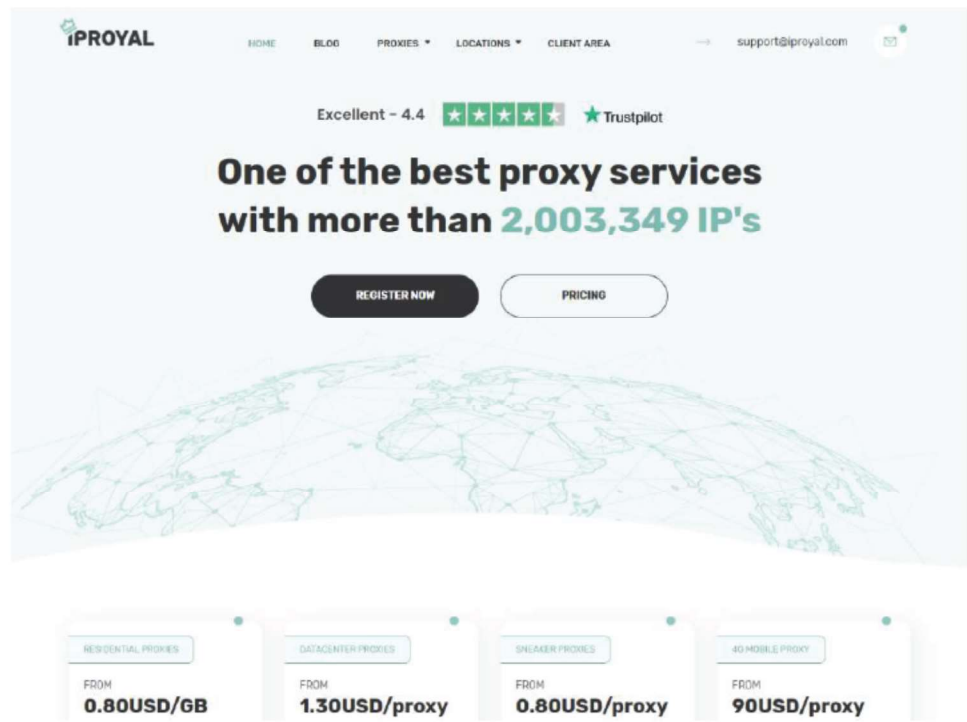 IPROYAL
HOME BLOG PROXIES LOCATIONS CLIENT AREA support@iproyal.com
Excellent - 4.4 Trustpilot
One of the best proxy services
with more than 2,003,349 IP's
REGISTER NOW PRICING
RESIDENTIAL PROXIES DATACENTER PROXIES SNEAKER PROXIES 4G MOBILE PROXY
FROM FROM FROM FROM
0.80USD/GB 1.30USD/proxy 0.80USD/proxy 90USD/proxy